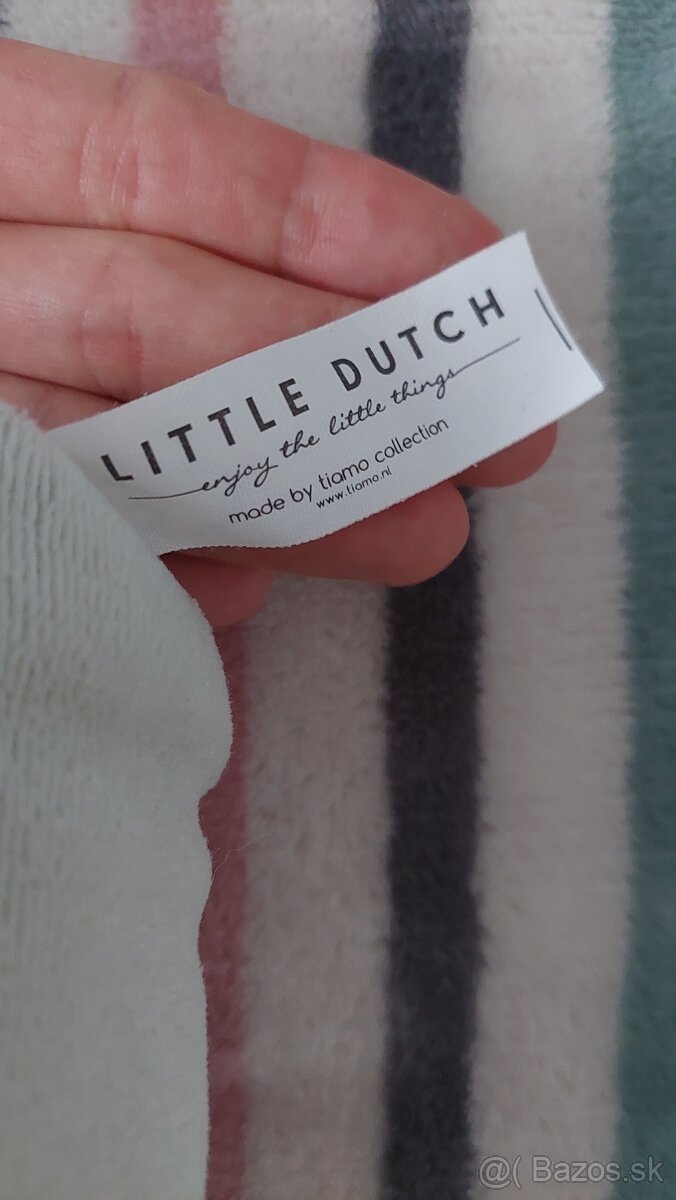 LITTLE DUTCH
enjoy the little things
made by tiamo collection
www.tiamo.nl
@( Bazos.sk